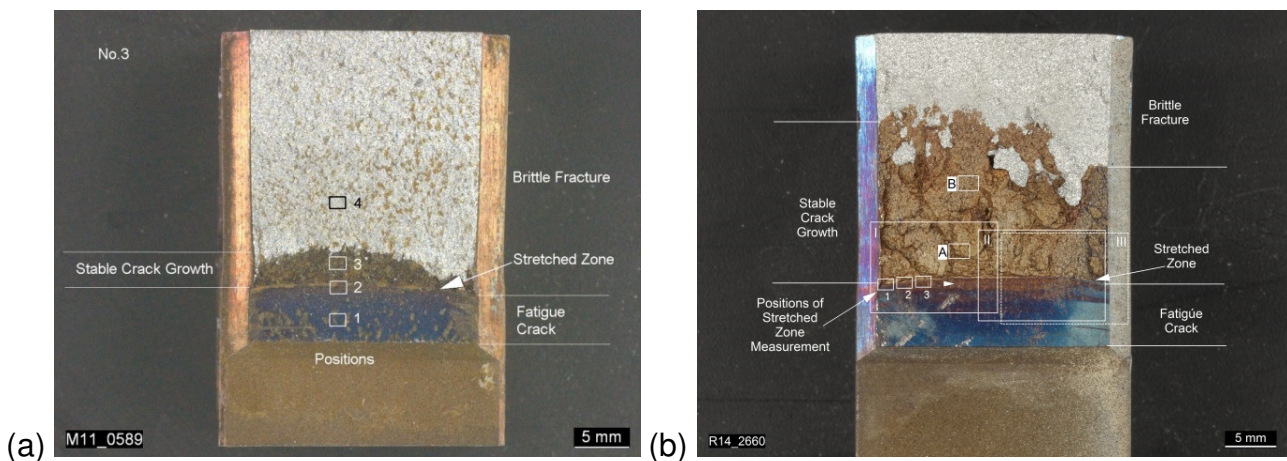 No.3
4
Brittle Fracture
Stable Crack Growth
3
Stretched Zone
2
Fatigue
Crack
1
Positions
(a)
M11_0589
5 mm
Brittle
Fracture
B
Stable
Crack
Growth
I
II
III
A
Stretched
Zone
1 2 3
Positions of
Stretched
Zone
Measurement
Fatigue
Crack
(b)
R14_2660
5 mm